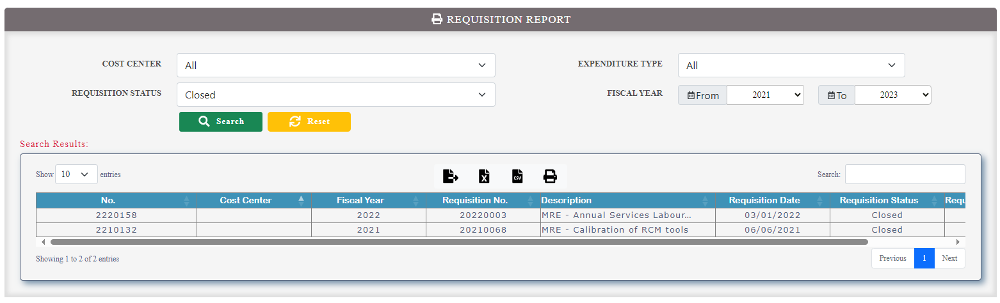 REQUISITION REPORT
COST CENTER All EXPENDITURE TYPE All
REQUISITION STATUS Closed FISCAL YEAR From 2021 To 2023
Search Reset
Search Results:
Show 10 entries CSV Search:
No. Cost Center Fiscal Year Requisition No. Description Requisition Date Requisition Status Requ
2220158 2022 20220003 MRE - Annual Services Labour... 03/01/2022 Closed
2210132 2021 20210068 MRE - Calibration of RCM tools 06/06/2021 Closed
Showing 1 to 2 of 2 entries Previous 1 Next